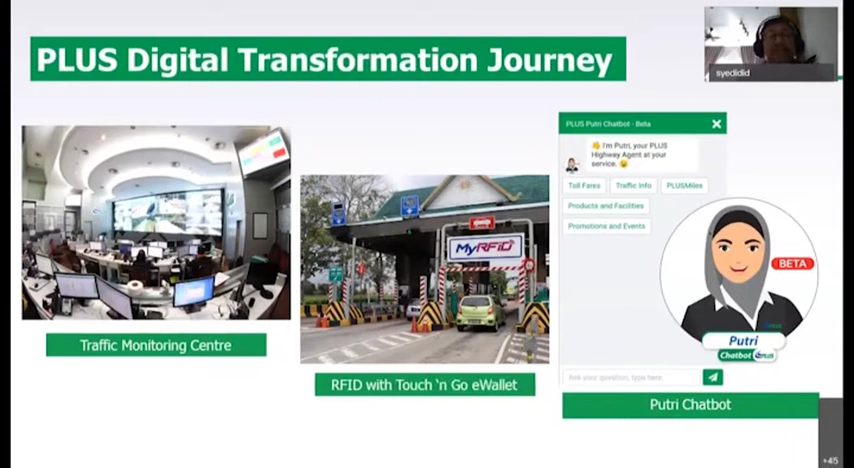 PLUS Digital Transformation Journey
syedidid
PLUS Putri Chatbot - Beta
👋 I'm Putri, your PLUS
Highway Agent at your
service. 😉
Toll Fares
Traffic Info
PLUSMiles
Products and Facilities
Promotions and Events
MyRFID
BETA
Putri
Chatbot PLUS
Ask your question, type here
Traffic Monitoring Centre
RFID with Touch 'n Go eWallet
Putri Chatbot
+45